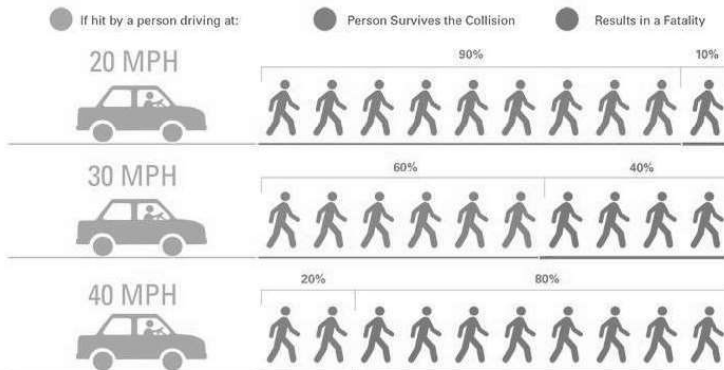 If hit by a person driving at: Person Survives the Collision Results in a Fatality
20 MPH 90% 10%
30 MPH 60% 40%
40 MPH 20% 80%